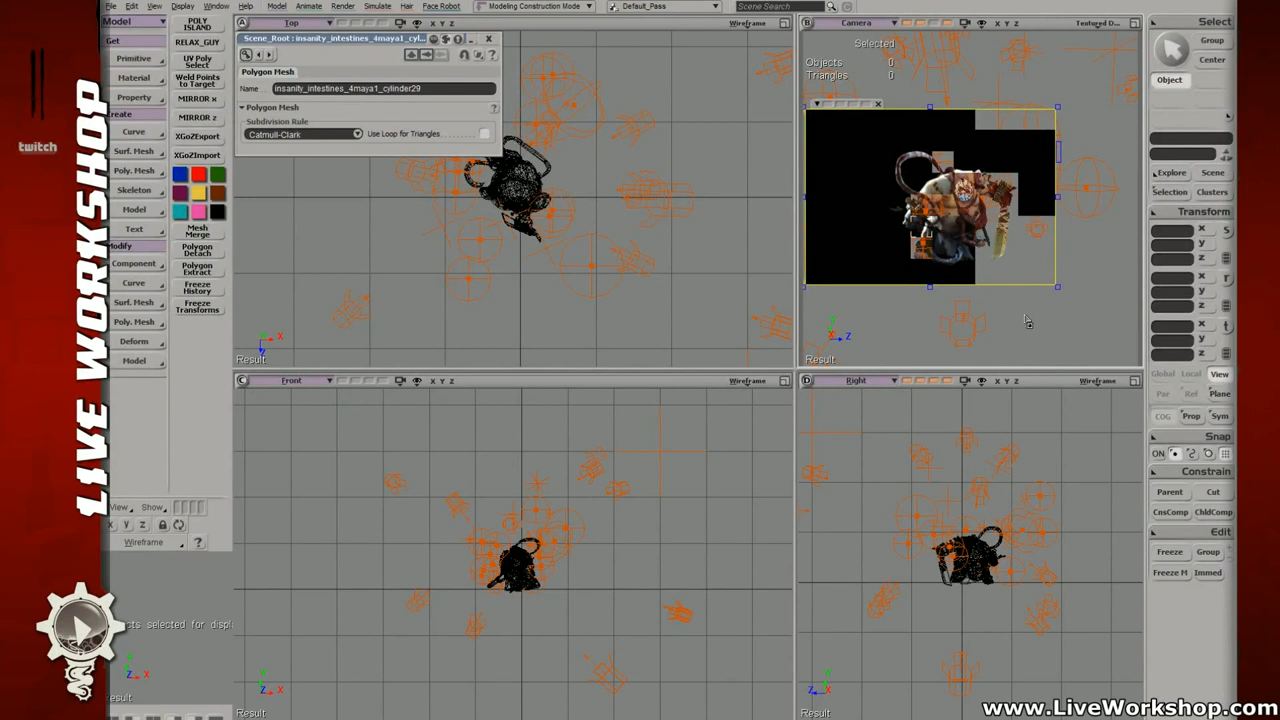 File Edit View Display Window Model Animate Render Simulate Hair Face Robot Modeling Construction Mode Default_Pass Scene Search
Model
Get
Primitive
Material
Property
Create
Curve
Surf. Mesh
Poly. Mesh
Skeleton
Model
Text
Modify
Component
Curve
Surf. Mesh
Poly. Mesh
Deform
Model
POLY ISLAND
RELAX_GUY
UV Poly Select
Weld Points to Target
MIRROR x
MIRROR z
XGoZExport
XGoZImport
Mesh Merge
Polygon Detach
Polygon Extract
Freeze History
Freeze Transforms
View Show
X Y Z
Wireframe ?
cts selected for displ
Z X
esult
A Top X Y Z Wireframe
Scene_Root : insanity_intestines_4maya1_cyl...
Polygon Mesh
Name insanity_intestines_4maya1_cylinder29
Polygon Mesh
Subdivision Rule
Catmull-Clark Use Loop for Triangles
X
Z
Result
B Camera X Y Z Textured D...
Selected
Objects 0
Triangles 0
Y
X Z
Result
C Front X Y Z Wireframe
Y
Z X
Result
D Right X Y Z Wireframe
Y
Z X
Result
Select
Group
Center
Object
Explore Scene
Selection Clusters
Transform
x s
y
z
x r
y
z
x t
y
z
Global Local View
Par Ref Plane
COG Prop Sym
Snap
ON
Constrain
Parent Cut
CnsComp ChldComp
Edit
Freeze Group
Freeze M Immed
twitch
LIVE WORKSHOP
www.LiveWorkshop.com